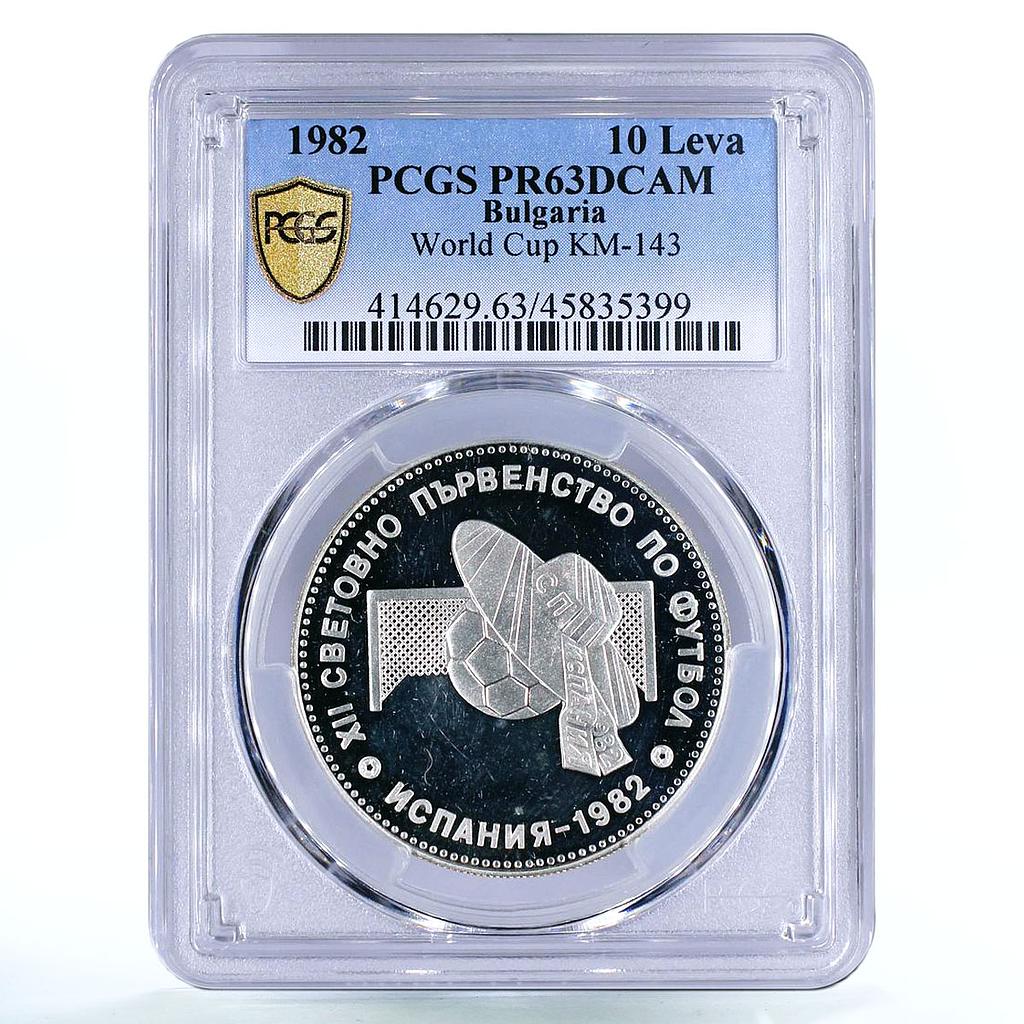 1982 10 Leva
PCGS PR63DCAM
Bulgaria
World Cup KM-143
PCGS
414629.63/45835399
XII СВЕТОВНО ПЪРВЕНСТВО ПО ФУТБОЛ
ИСПАНИЯ-1982